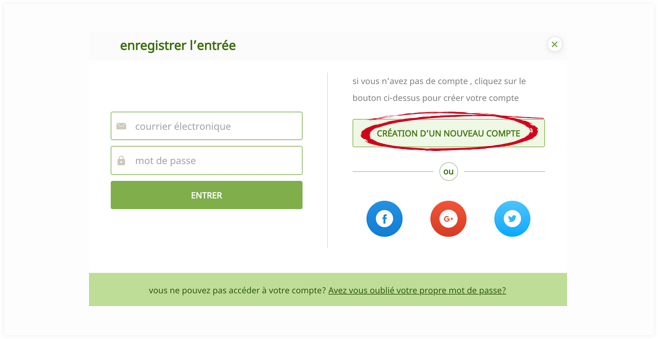 enregistrer l'entrée
si vous n'avez pas de compte , cliquez sur le
bouton ci-dessus pour créer votre compte
courrier électronique
mot de passe
ENTRER
CRÉATION D'UN NOUVEAU COMPTE
ou
vous ne pouvez pas accéder à votre compte? Avez vous oublié votre propre mot de passe?